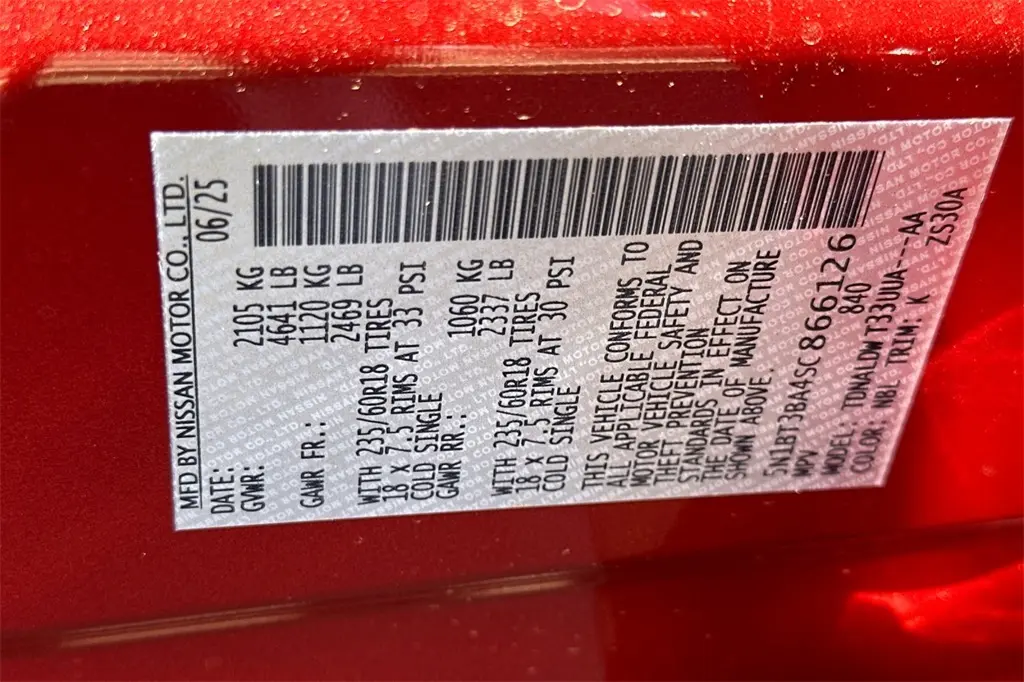 MFD BY NISSAN MOTOR CO., LTD.
DATE: 06/25
GVWR: 2105 KG
4641 LB
GAWR FR.: 1120 KG
2469 LB
WITH 235/60R18 TIRES
18 X 7.5 RIMS AT 33 PSI
COLD SINGLE
GAWR RR.: 1060 KG
2337 LB
WITH 235/60R18 TIRES
18 X 7.5 RIMS AT 30 PSI
COLD SINGLE
THIS VEHICLE CONFORMS TO
ALL APPLICABLE FEDERAL
MOTOR VEHICLE SAFETY AND
THEFT PREVENTION
STANDARDS IN EFFECT ON
THE DATE OF MANUFACTURE
SHOWN ABOVE.
5N1BT3BA4SC866126
MPV 840
MODEL: TDNALDWT33UUA---AA
COLOR: NBL TRIM: K ZS30A